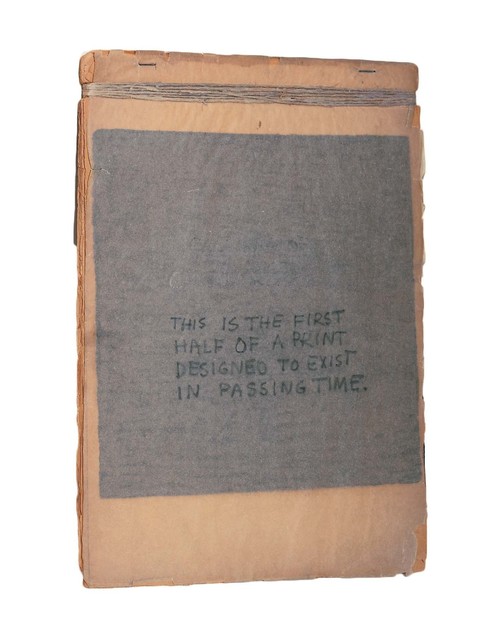 THIS IS THE FIRST
HALF OF A PRINT
DESIGNED TO EXIST
IN PASSING TIME.